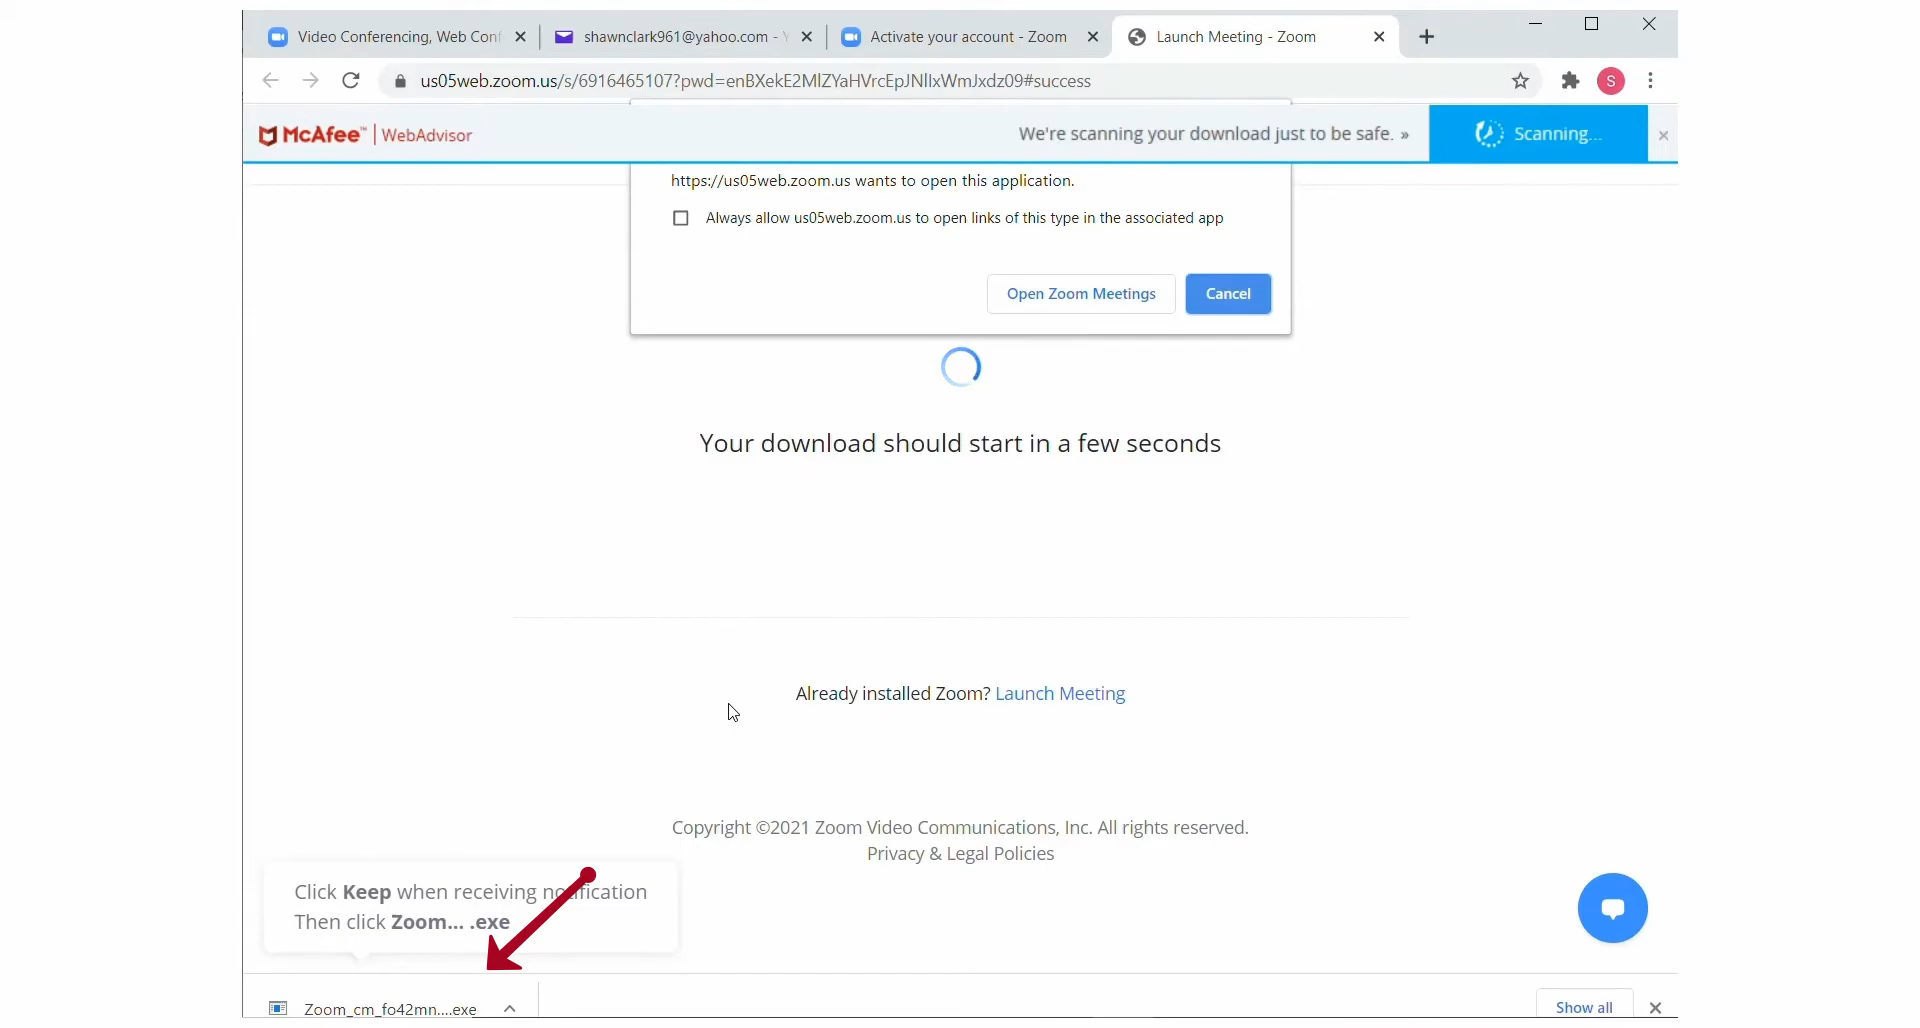 Video Conferencing, Web Conf
shawnclark961@yahoo.com -
Activate your account - Zoom
Launch Meeting - Zoom
us05web.zoom.us/s/6916465107?pwd=enBXekE2MlZYaHVrcEpJNllxWmJxdz09#success
S
McAfee™ | WebAdvisor
We're scanning your download just to be safe. »
Scanning...
https://us05web.zoom.us wants to open this application.
Always allow us05web.zoom.us to open links of this type in the associated app
Open Zoom Meetings
Cancel
Your download should start in a few seconds
Already installed Zoom? Launch Meeting
Copyright ©2021 Zoom Video Communications, Inc. All rights reserved.
Privacy & Legal Policies
Click Keep when receiving notification
Then click Zoom... .exe
Zoom_cm_fo42mn....exe
Show all